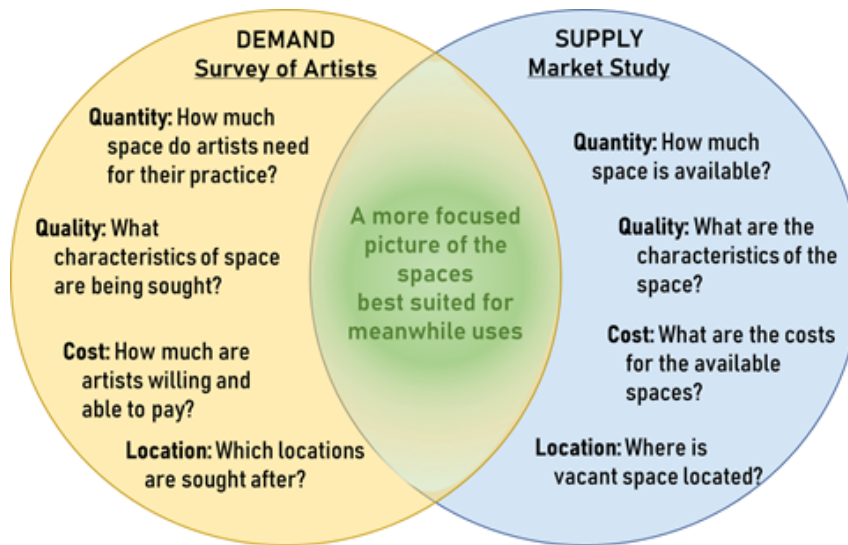 DEMAND
Survey of Artists
Quantity: How much
space do artists need
for their practice?
Quality: What
characteristics of space
are being sought?
Cost: How much are
artists willing and
able to pay?
Location: Which locations
are sought after?
A more focused
picture of the
spaces
best suited for
meanwhile uses
SUPPLY
Market Study
Quantity: How much
space is available?
Quality: What are the
characteristics of the
space?
Cost: What are the costs
for the available
spaces?
Location: Where is
vacant space located?